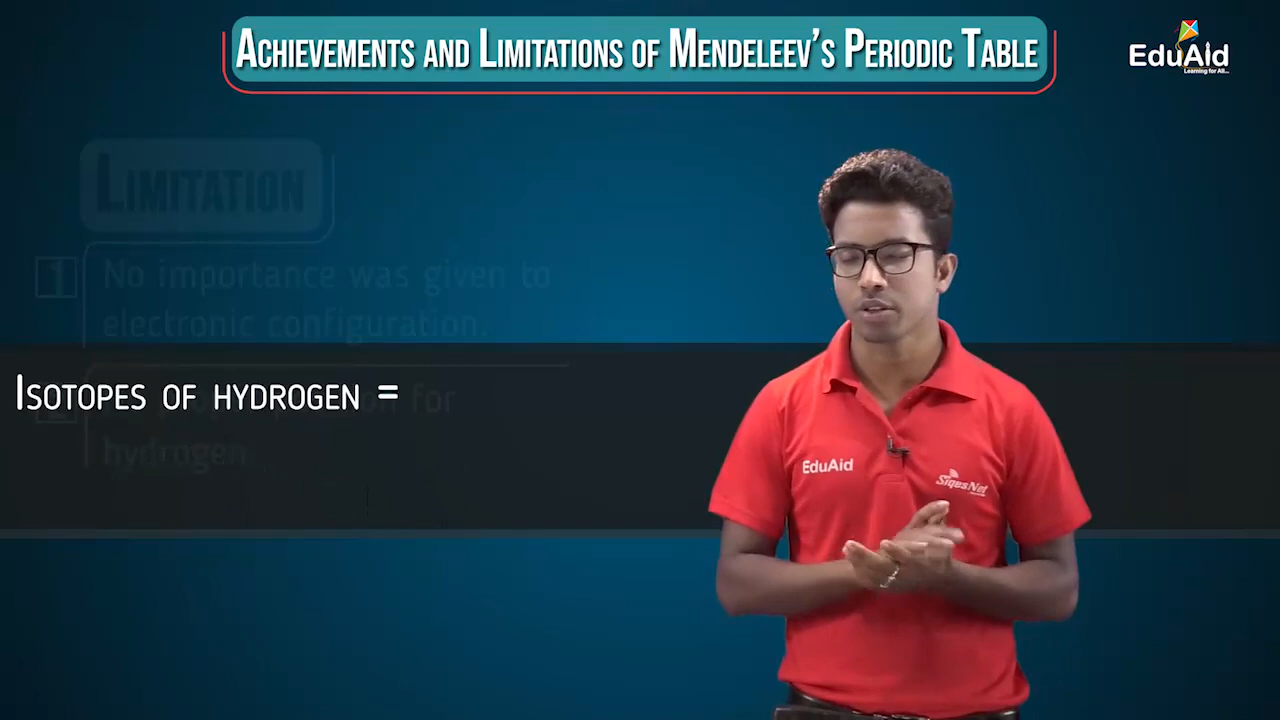 Achievements and Limitations of Mendeleev's Periodic Table
EduAid
Learning for All...
Limitation
1 No importance was given to
electronic configuration.
Isotopes of hydrogen =
for
hydrogen
EduAid
SiqesNet